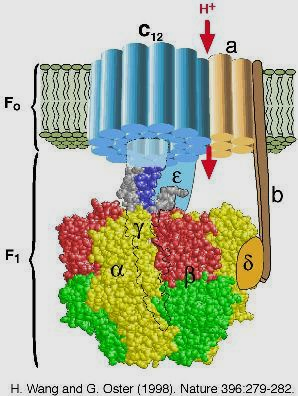 H⁺
c₁₂
a
Fₒ
ε
b
F₁
γ
α
β
δ
H. Wang and G. Oster (1998). Nature 396:279-282.